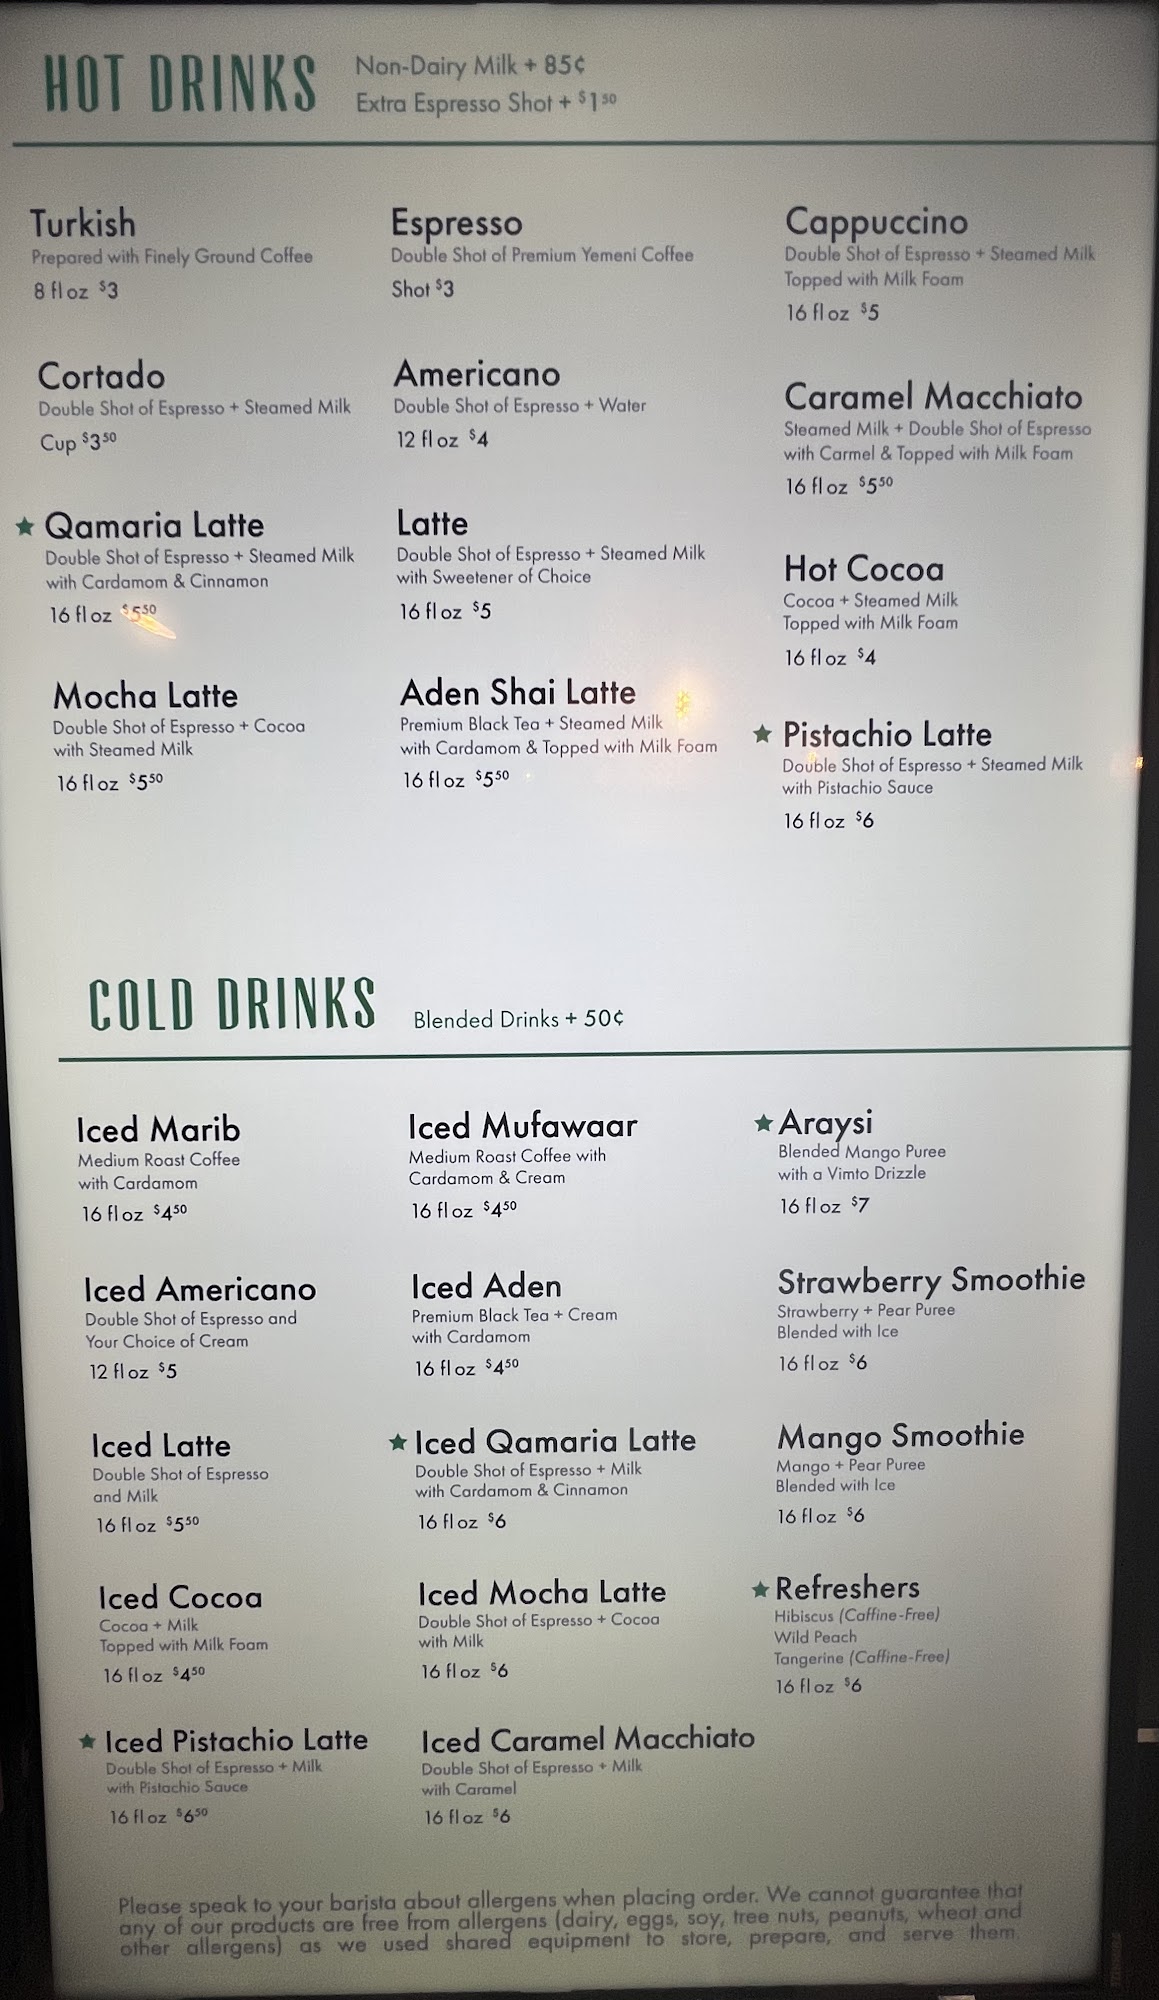 HOT DRINKS
Non-Dairy Milk + 85¢
Extra Espresso Shot + $1 50
Turkish
Prepared with Finely Ground Coffee
8 fl oz $3
Cortado
Double Shot of Espresso + Steamed Milk
Cup $3 50
★ Qamaria Latte
Double Shot of Espresso + Steamed Milk
with Cardamom & Cinnamon
16 fl oz $5 50
Mocha Latte
Double Shot of Espresso + Cocoa
with Steamed Milk
16 fl oz $5 50
Espresso
Double Shot of Premium Yemeni Coffee
Shot $3
Americano
Double Shot of Espresso + Water
12 fl oz $4
Latte
Double Shot of Espresso + Steamed Milk
with Sweetener of Choice
16 fl oz $5
Aden Shai Latte
Premium Black Tea + Steamed Milk
with Cardamom & Topped with Milk Foam
16 fl oz $5 50
Cappuccino
Double Shot of Espresso + Steamed Milk
Topped with Milk Foam
16 fl oz $5
Caramel Macchiato
Steamed Milk + Double Shot of Espresso
with Carmel & Topped with Milk Foam
16 fl oz $5 50
Hot Cocoa
Cocoa + Steamed Milk
Topped with Milk Foam
16 fl oz $4
★ Pistachio Latte
Double Shot of Espresso + Steamed Milk
with Pistachio Sauce
16 fl oz $6
COLD DRINKS
Blended Drinks + 50¢
Iced Marib
Medium Roast Coffee
with Cardamom
16 fl oz $4 50
Iced Americano
Double Shot of Espresso and
Your Choice of Cream
12 fl oz $5
Iced Latte
Double Shot of Espresso
and Milk
16 fl oz $5 50
Iced Cocoa
Cocoa + Milk
Topped with Milk Foam
16 fl oz $4 50
★ Iced Pistachio Latte
Double Shot of Espresso + Milk
with Pistachio Sauce
16 fl oz $6 50
Iced Mufawaar
Medium Roast Coffee with
Cardamom & Cream
16 fl oz $4 50
Iced Aden
Premium Black Tea + Cream
with Cardamom
16 fl oz $4 50
★ Iced Qamaria Latte
Double Shot of Espresso + Milk
with Cardamom & Cinnamon
16 fl oz $6
Iced Mocha Latte
Double Shot of Espresso + Cocoa
with Milk
16 fl oz $6
Iced Caramel Macchiato
Double Shot of Espresso + Milk
with Caramel
16 fl oz $6
★ Araysi
Blended Mango Puree
with a Vimto Drizzle
16 fl oz $7
Strawberry Smoothie
Strawberry + Pear Puree
Blended with Ice
16 fl oz $6
Mango Smoothie
Mango + Pear Puree
Blended with Ice
16 fl oz $6
★ Refreshers
Hibiscus (Caffine-Free)
Wild Peach
Tangerine (Caffine-Free)
16 fl oz $6
Please speak to your barista about allergens when placing order. We cannot guarantee that
any of our products are free from allergens (dairy, eggs, soy, tree nuts, peanuts, wheat and
other allergens) as we used shared equipment to store, prepare, and serve them.